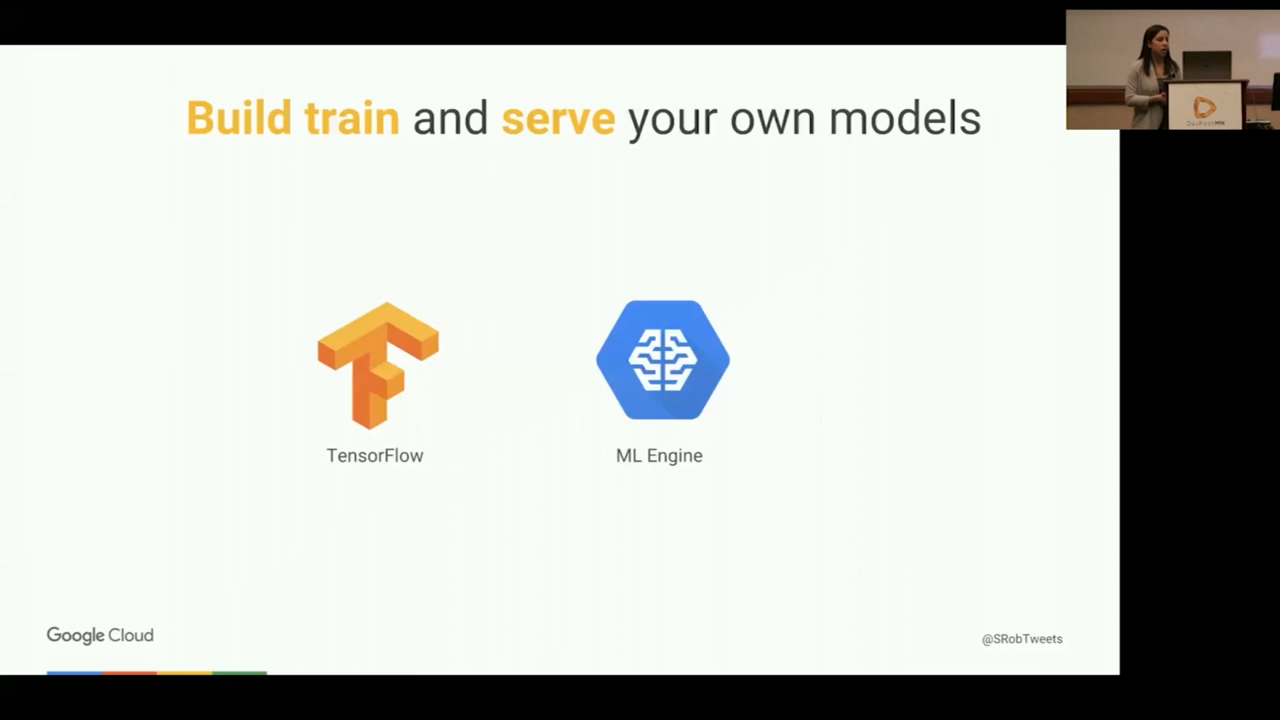 Build train and serve your own models
TensorFlow
ML Engine
Google Cloud
@SRobTweets